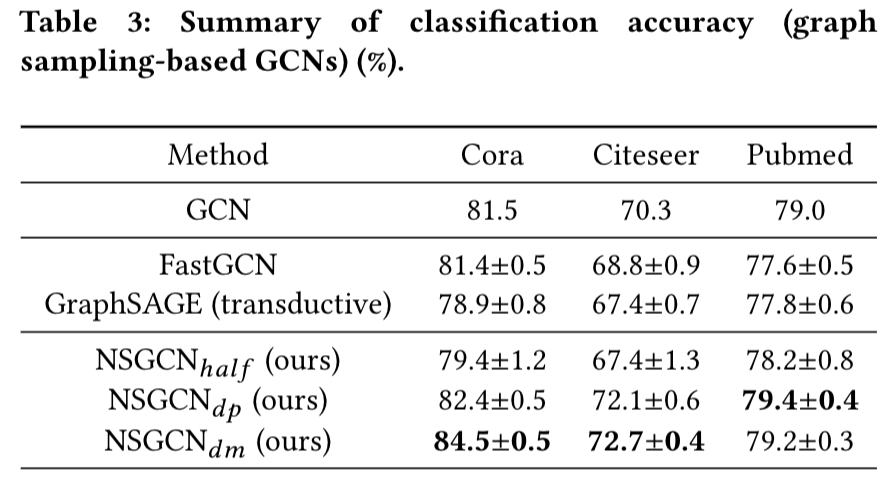 Table 3: Summary of classification accuracy (graph
sampling-based GCNs) (%).
Method Cora Citeseer Pubmed
GCN 81.5 70.3 79.0
FastGCN 81.4±0.5 68.8±0.9 77.6±0.5
GraphSAGE (transductive) 78.9±0.8 67.4±0.7 77.8±0.6
NSGCN_half (ours) 79.4±1.2 67.4±1.3 78.2±0.8
NSGCN_dp (ours) 82.4±0.5 72.1±0.6 79.4±0.4
NSGCN_dm (ours) 84.5±0.5 72.7±0.4 79.2±0.3